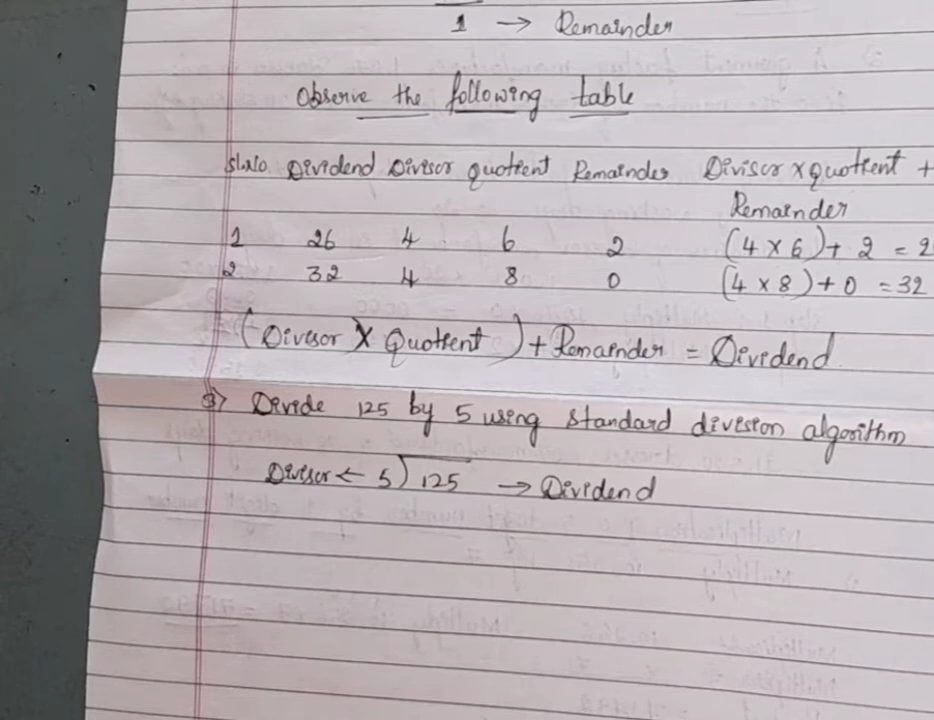 1 → Remainder
Observe the following table
Sl.No. Dividend Divisor quotient Remainder Divisor × quotient +
Remainder
1 26 4 6 2 (4 × 6) + 2 = 2
2 32 4 8 0 (4 × 8) + 0 = 32
(Divisor × Quotient) + Remainder = Dividend
3) Divide 125 by 5 using standard division algorithm
Divisor ← 5)125 → Dividend